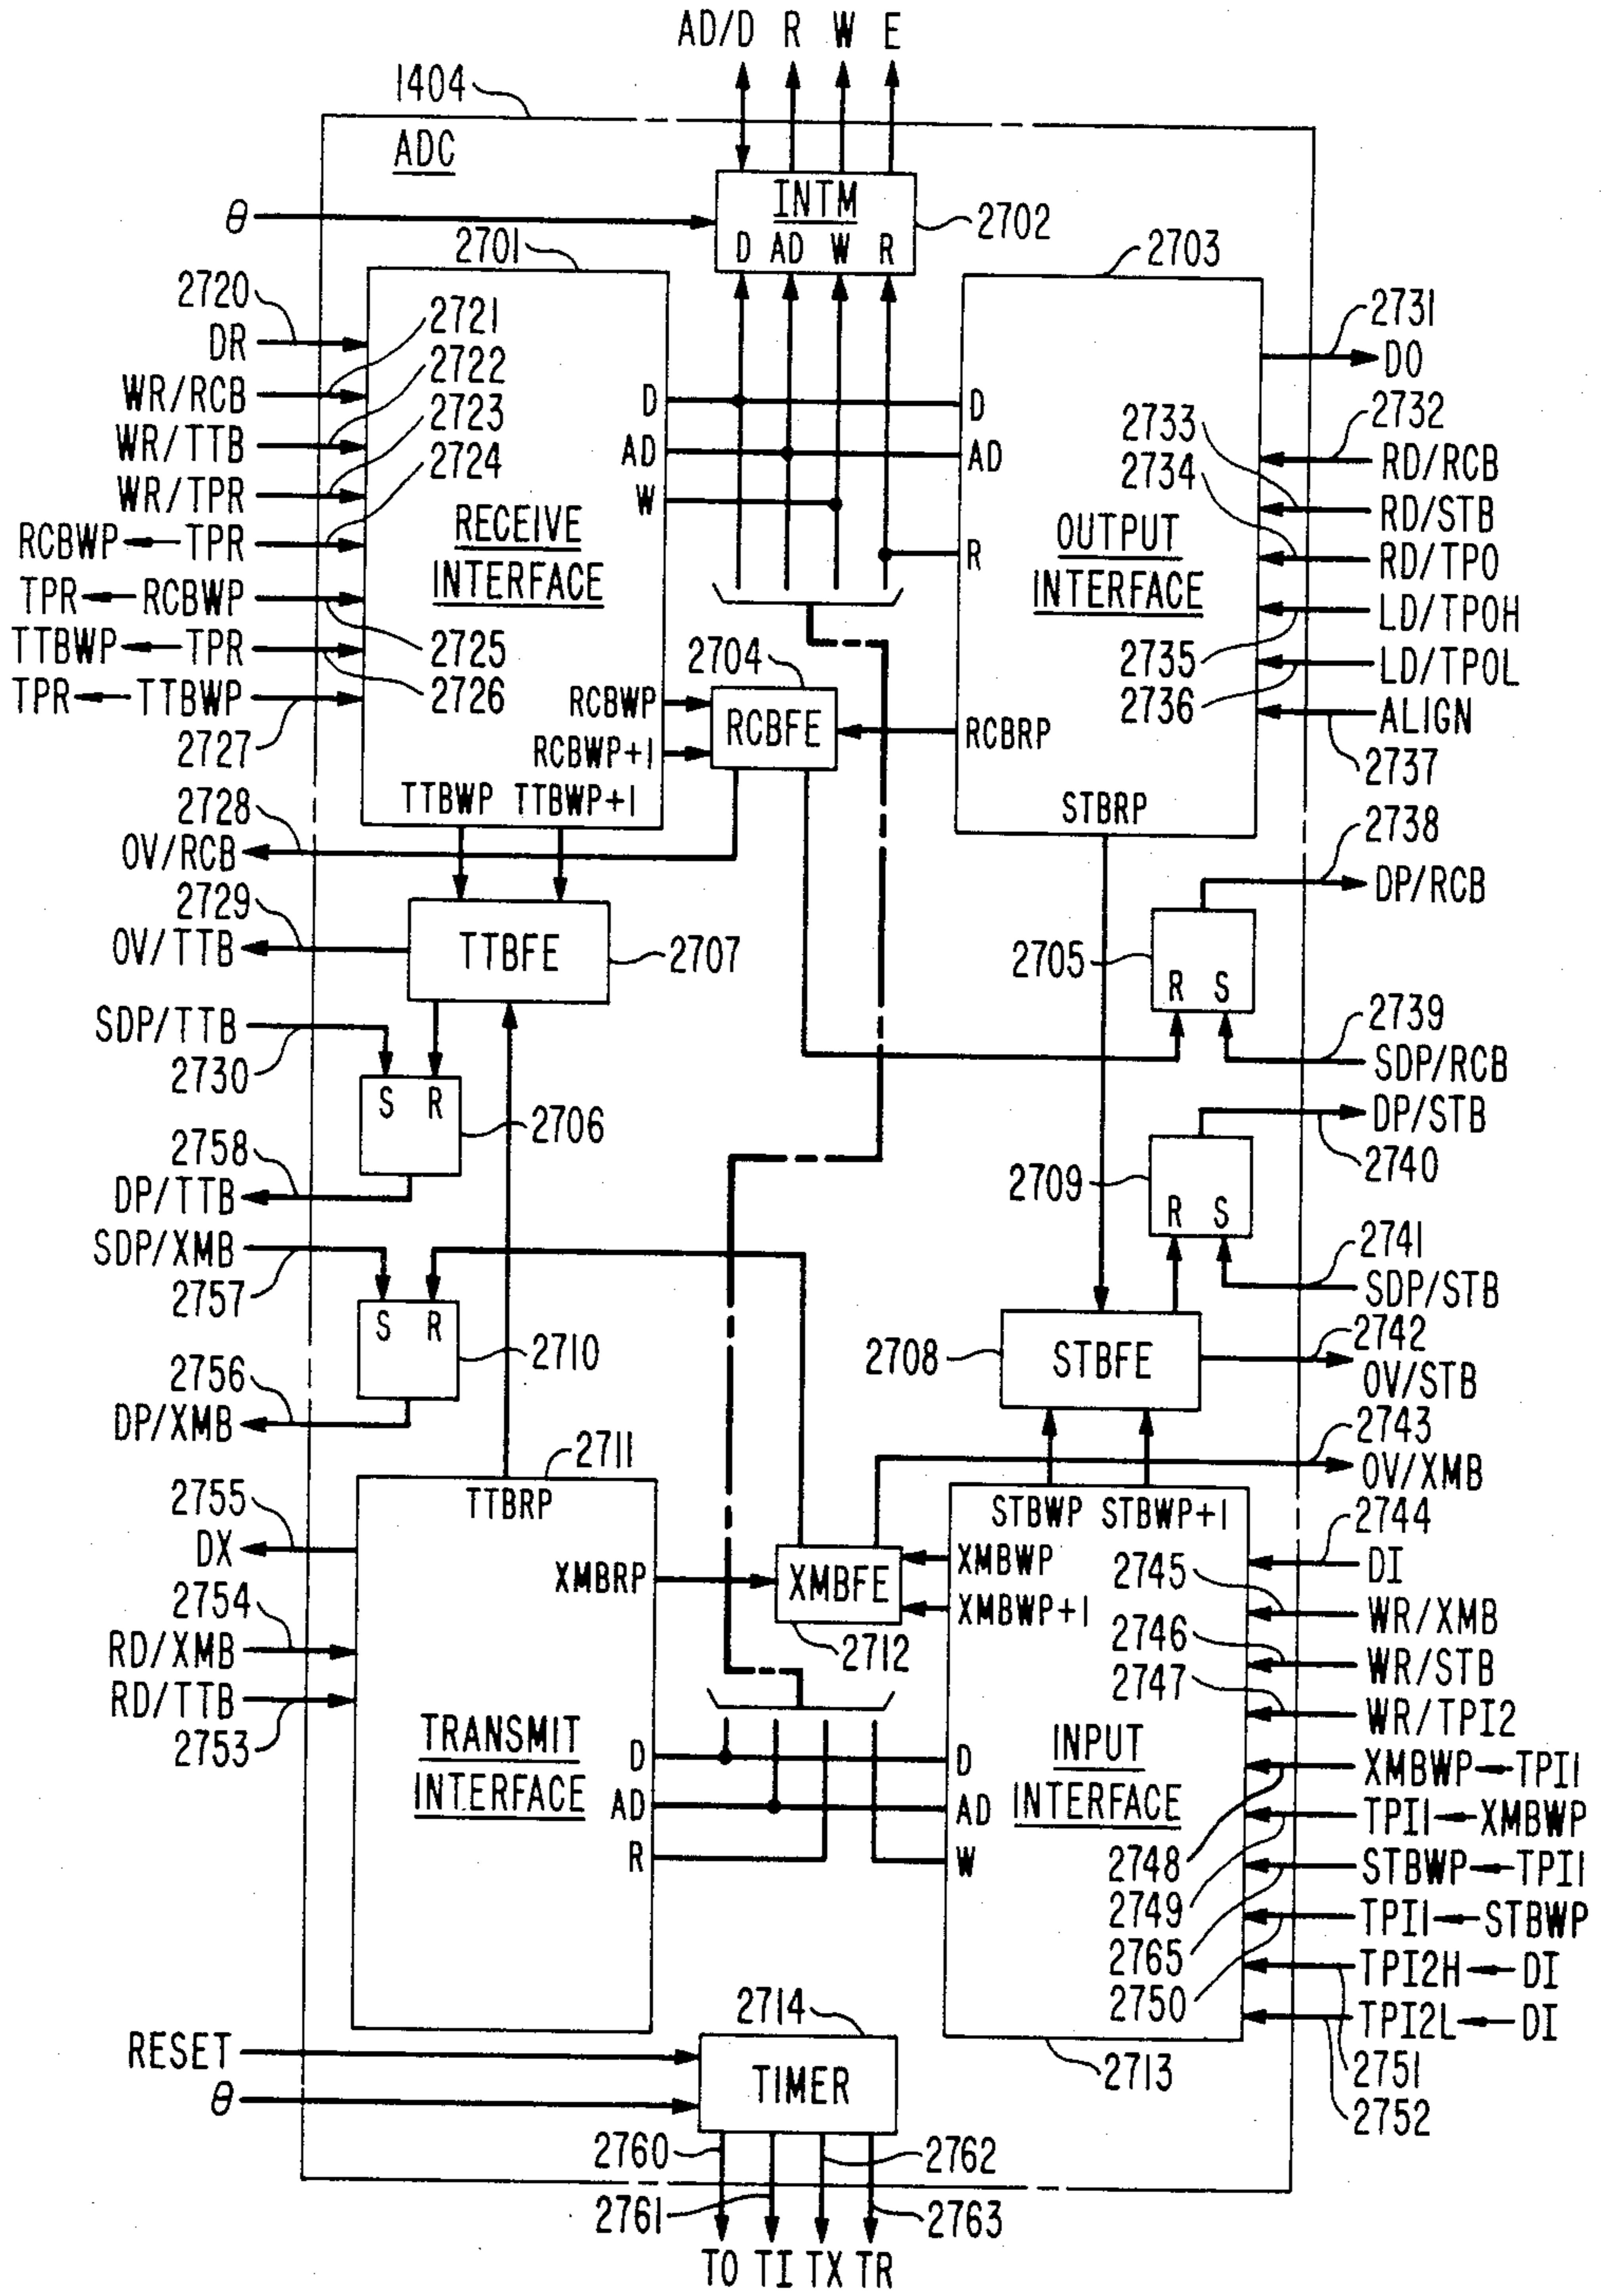 AD/D R W E
1404
ADC
INTM
D AD W R
2702
θ
2701
2703
2720
DR
2721
WR/RCB
2722
WR/TTB
2723
WR/TPR
2724
RCBWP←TPR
TPR←RCBWP
2725
TTBWP←TPR
2726
TPR←TTBWP
2727
RECEIVE
INTERFACE
D
AD
W
RCBWP
RCBWP+1
TTBWP TTBWP+1
2704
RCBFE
D
AD
R
RCBRP
OUTPUT
INTERFACE
STBRP
2731
DO
2732
RD/RCB
2733
RD/STB
2734
RD/TPO
LD/TPOH
2735
LD/TPOL
2736
ALIGN
2737
2728
OV/RCB
2729
OV/TTB
TTBFE
2707
SDP/TTB
2730
S R
2706
2758
DP/TTB
SDP/XMB
2757
S R
2710
2756
DP/XMB
2738
DP/RCB
2705
R S
2739
SDP/RCB
DP/STB
2740
2709
R S
2741
SDP/STB
2708
STBFE
2742
OV/STB
2743
OV/XMB
2711
TTBRP
2755
DX
XMBRP
2754
RD/XMB
RD/TTB
2753
TRANSMIT
INTERFACE
D
AD
R
XMBFE
2712
STBWP STBWP+1
XMBWP
XMBWP+1
INPUT
INTERFACE
D
AD
W
2744
DI
2745
WR/XMB
2746
WR/STB
2747
WR/TPI2
XMBWP←TPI1
2748
TPI1←XMBWP
2749
STBWP←TPI1
2765
TPI1←STBWP
2750
TPI2H←DI
2751
TPI2L←DI
2752
2713
2714
TIMER
RESET
θ
2760
2761
2762
2763
TO TI TX TR